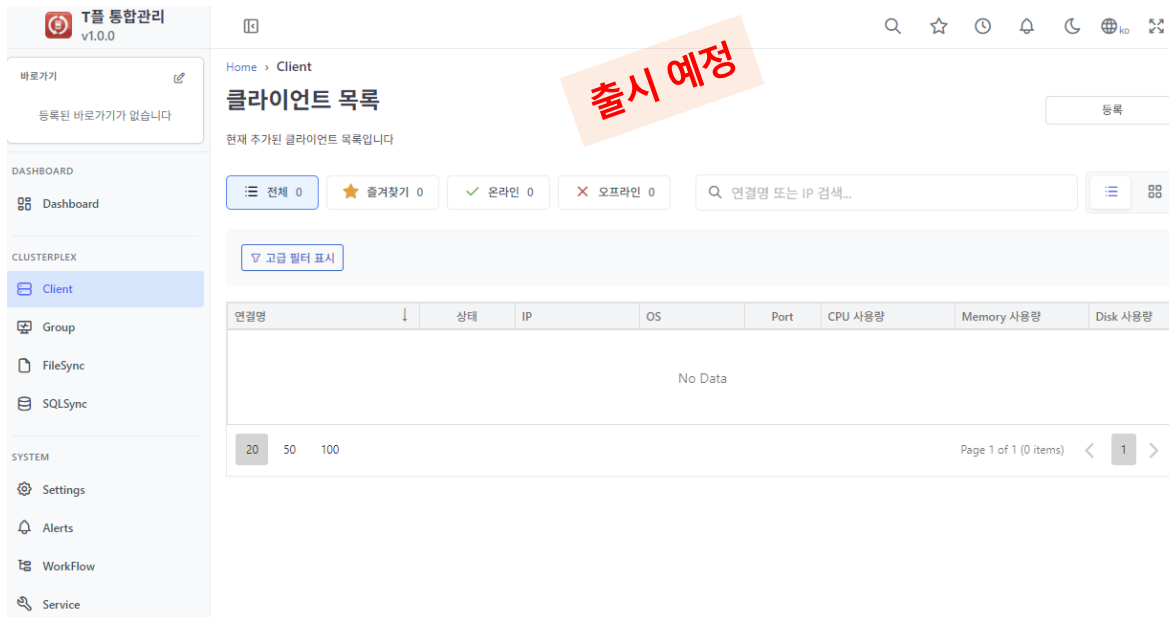 T플 통합관리
v1.0.0
ko
바로가기
등록된 바로가기가 없습니다
DASHBOARD
Dashboard
CLUSTERPLEX
Client
Group
FileSync
SQLSync
SYSTEM
Settings
Alerts
WorkFlow
Service
Home › Client
클라이언트 목록
출시 예정
등록
현재 추가된 클라이언트 목록입니다
전체 0 즐겨찾기 0 온라인 0 오프라인 0 연결명 또는 IP 검색...
고급 필터 표시
연결명 상태 IP OS Port CPU 사용량 Memory 사용량 Disk 사용량
No Data
20 50 100 Page 1 of 1 (0 items) 1